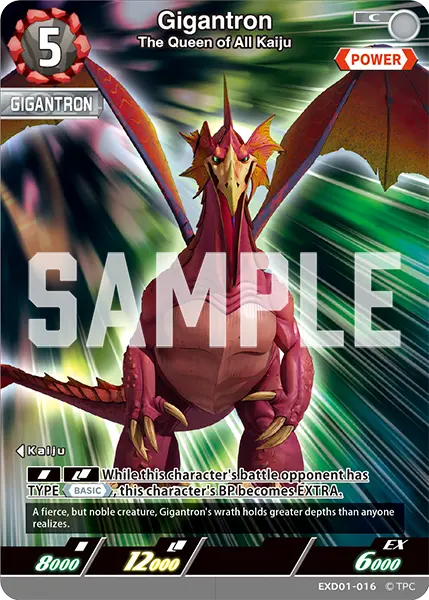 Gigantron
The Queen of All Kaiju
5
C
POWER
GIGANTRON
SAMPLE
Kaiju
While this character's battle opponent has
TYPE BASIC, this character's BP becomes EXTRA.
A fierce, but noble creature, Gigantron's wrath holds greater depths than anyone
realizes.
8000
12000
EX
6000
EXD01-016 © TPC